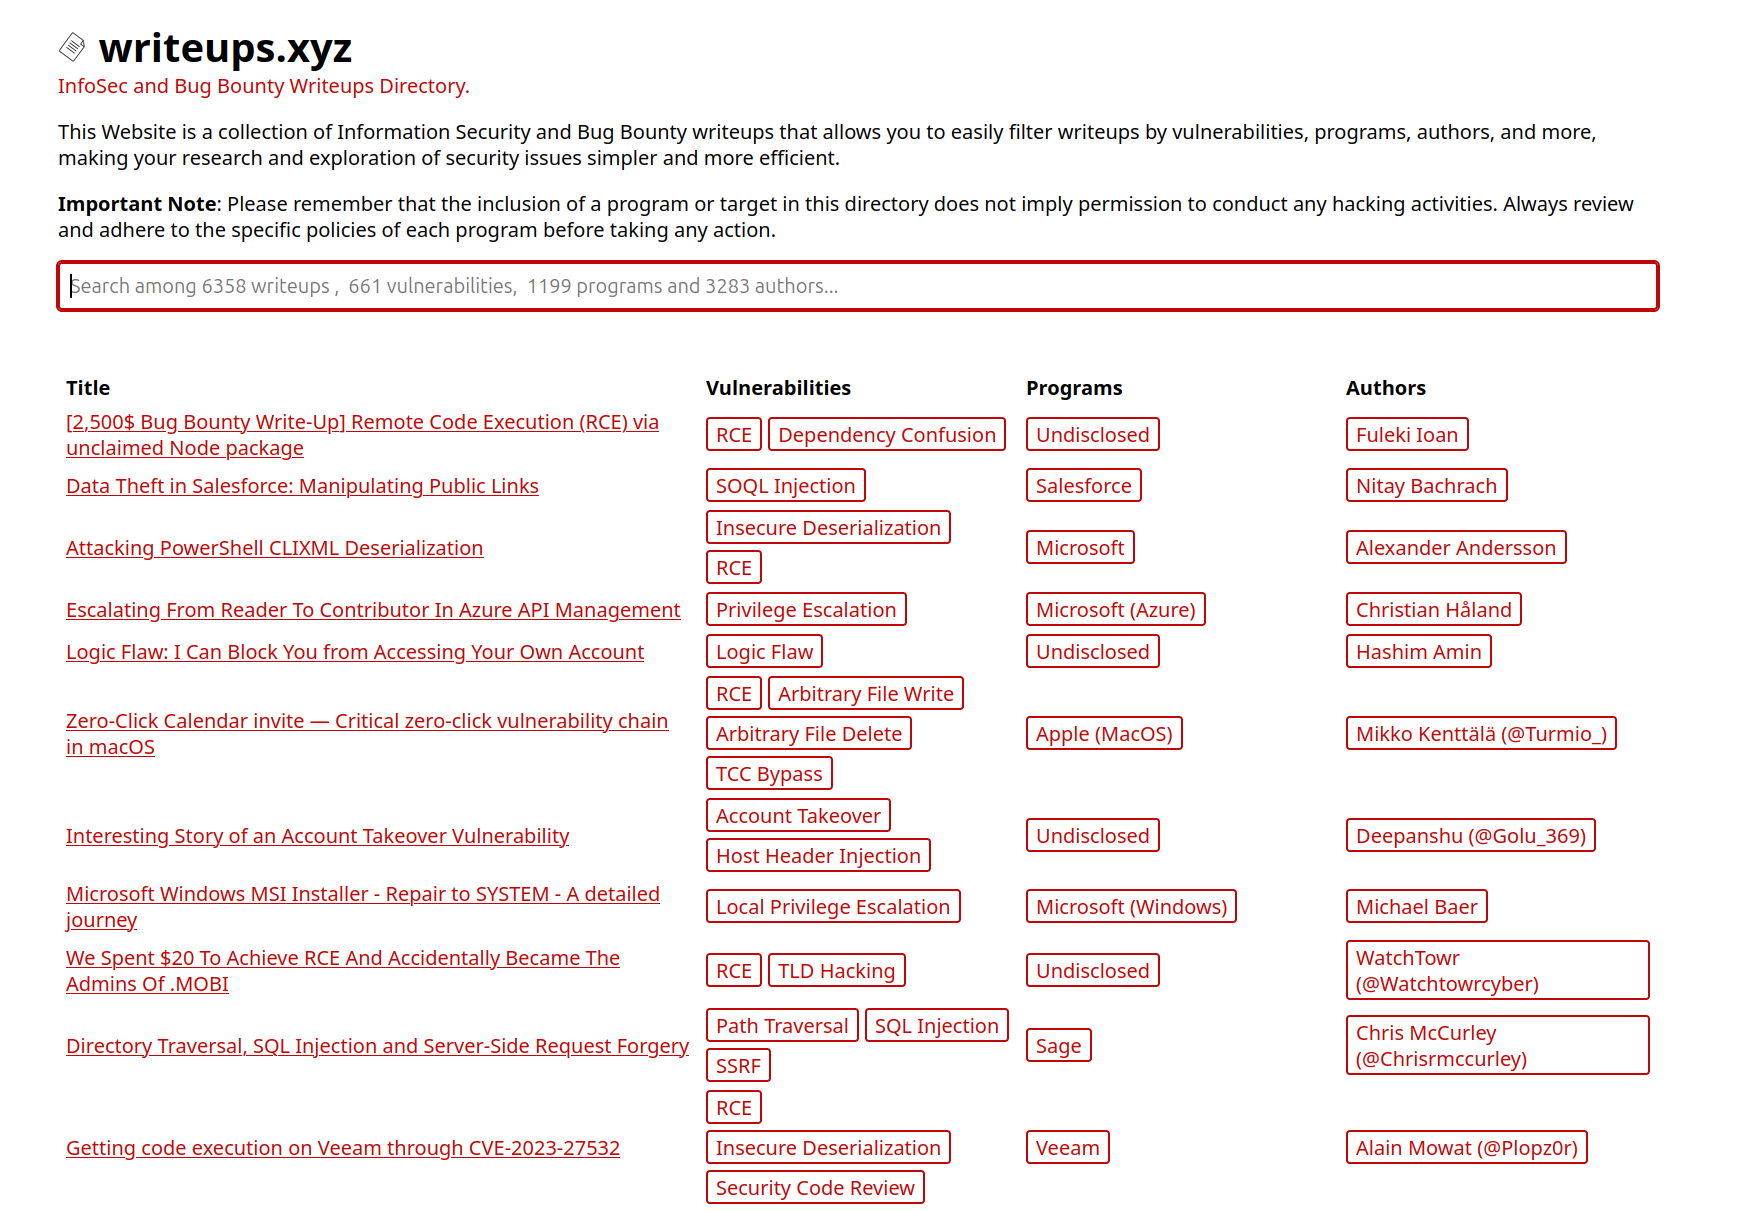 writeups.xyz
InfoSec and Bug Bounty Writeups Directory.
This Website is a collection of Information Security and Bug Bounty writeups that allows you to easily filter writeups by vulnerabilities, programs, authors, and more,
making your research and exploration of security issues simpler and more efficient.
Important Note: Please remember that the inclusion of a program or target in this directory does not imply permission to conduct any hacking activities. Always review
and adhere to the specific policies of each program before taking any action.
Search among 6358 writeups , 661 vulnerabilities, 1199 programs and 3283 authors...
Title Vulnerabilities Programs Authors
[2,500$ Bug Bounty Write-Up] Remote Code Execution (RCE) via
unclaimed Node package
RCE Dependency Confusion
Undisclosed
Fuleki Ioan
Data Theft in Salesforce: Manipulating Public Links
SOQL Injection
Salesforce
Nitay Bachrach
Attacking PowerShell CLIXML Deserialization
Insecure Deserialization
RCE
Microsoft
Alexander Andersson
Escalating From Reader To Contributor In Azure API Management
Privilege Escalation
Microsoft (Azure)
Christian Håland
Logic Flaw: I Can Block You from Accessing Your Own Account
Logic Flaw
Undisclosed
Hashim Amin
Zero-Click Calendar invite — Critical zero-click vulnerability chain
in macOS
RCE Arbitrary File Write
Arbitrary File Delete
TCC Bypass
Apple (MacOS)
Mikko Kenttälä (@Turmio_)
Interesting Story of an Account Takeover Vulnerability
Account Takeover
Host Header Injection
Undisclosed
Deepanshu (@Golu_369)
Microsoft Windows MSI Installer - Repair to SYSTEM - A detailed
journey
Local Privilege Escalation
Microsoft (Windows)
Michael Baer
We Spent $20 To Achieve RCE And Accidentally Became The
Admins Of .MOBI
RCE TLD Hacking
Undisclosed
WatchTowr
(@Watchtowrcyber)
Directory Traversal, SQL Injection and Server-Side Request Forgery
Path Traversal SQL Injection
SSRF
Sage
Chris McCurley
(@Chrisrmccurley)
Getting code execution on Veeam through CVE-2023-27532
RCE
Insecure Deserialization
Security Code Review
Veeam
Alain Mowat (@Plopz0r)